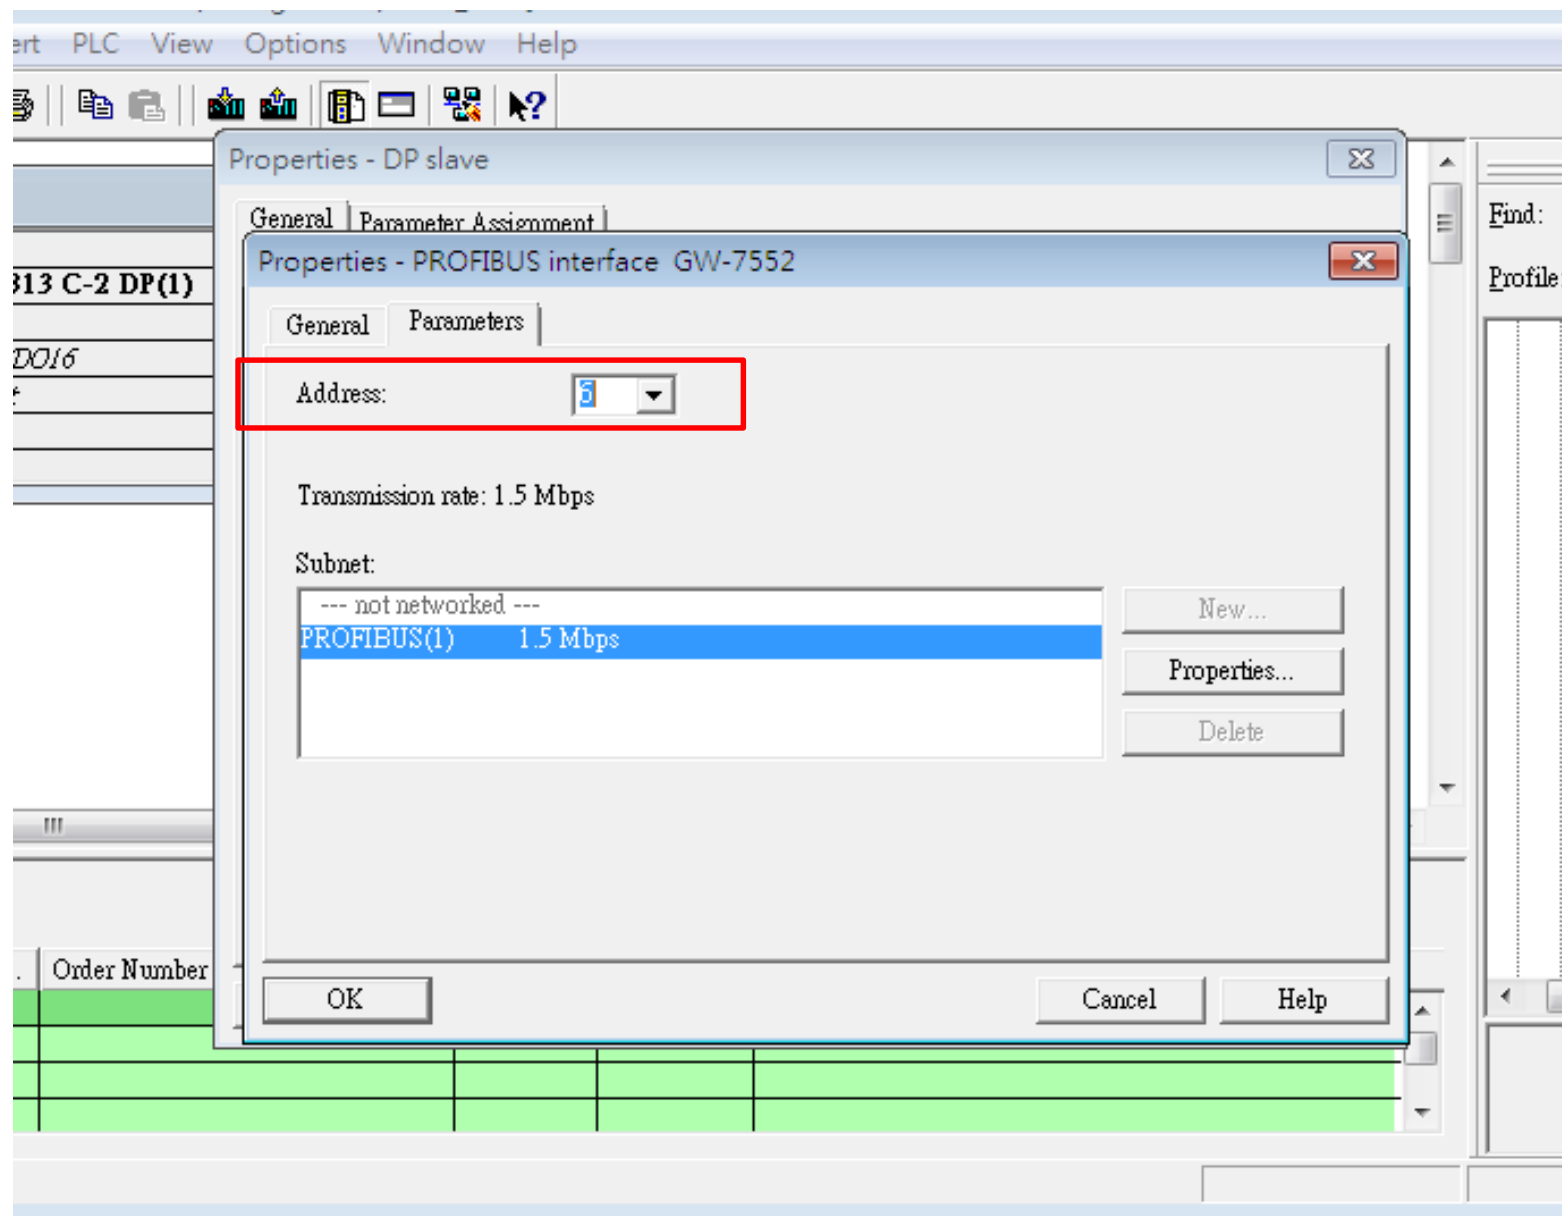 ert PLC View Options Window Help
Properties - DP slave
General Parameter Assignment
Find:
Profile
Properties - PROFIBUS interface GW-7552
313 C-2 DP(1)
General Parameters
DO16
Address:
Transmission rate: 1.5 Mbps
Subnet:
--- not networked ---
New...
PROFIBUS(1) 1.5 Mbps
Properties...
Delete
. Order Number
OK Cancel Help